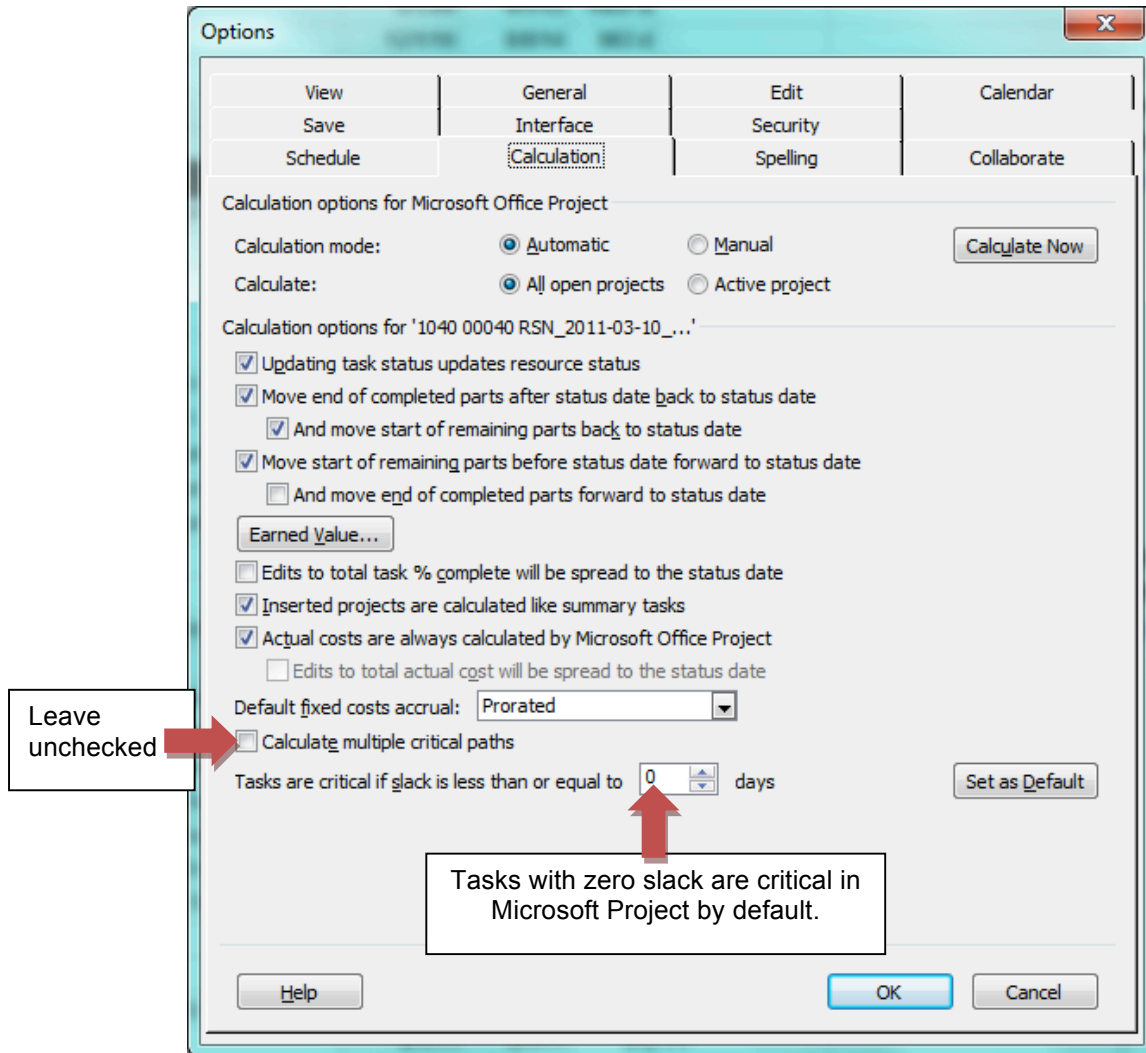 Options
View General Edit Calendar
Save Interface Security
Schedule Calculation Spelling Collaborate
Calculation options for Microsoft Office Project
Calculation mode: Automatic Manual Calculate Now
Calculate: All open projects Active project
Calculation options for '1040 00040 RSN_2011-03-10_...'
Updating task status updates resource status
Move end of completed parts after status date back to status date
And move start of remaining parts back to status date
Move start of remaining parts before status date forward to status date
And move end of completed parts forward to status date
Earned Value...
Edits to total task % complete will be spread to the status date
Inserted projects are calculated like summary tasks
Actual costs are always calculated by Microsoft Office Project
Edits to total actual cost will be spread to the status date
Default fixed costs accrual: Prorated
Leave
unchecked
Calculate multiple critical paths
Tasks are critical if slack is less than or equal to 0 days Set as Default
Tasks with zero slack are critical in
Microsoft Project by default.
Help OK Cancel